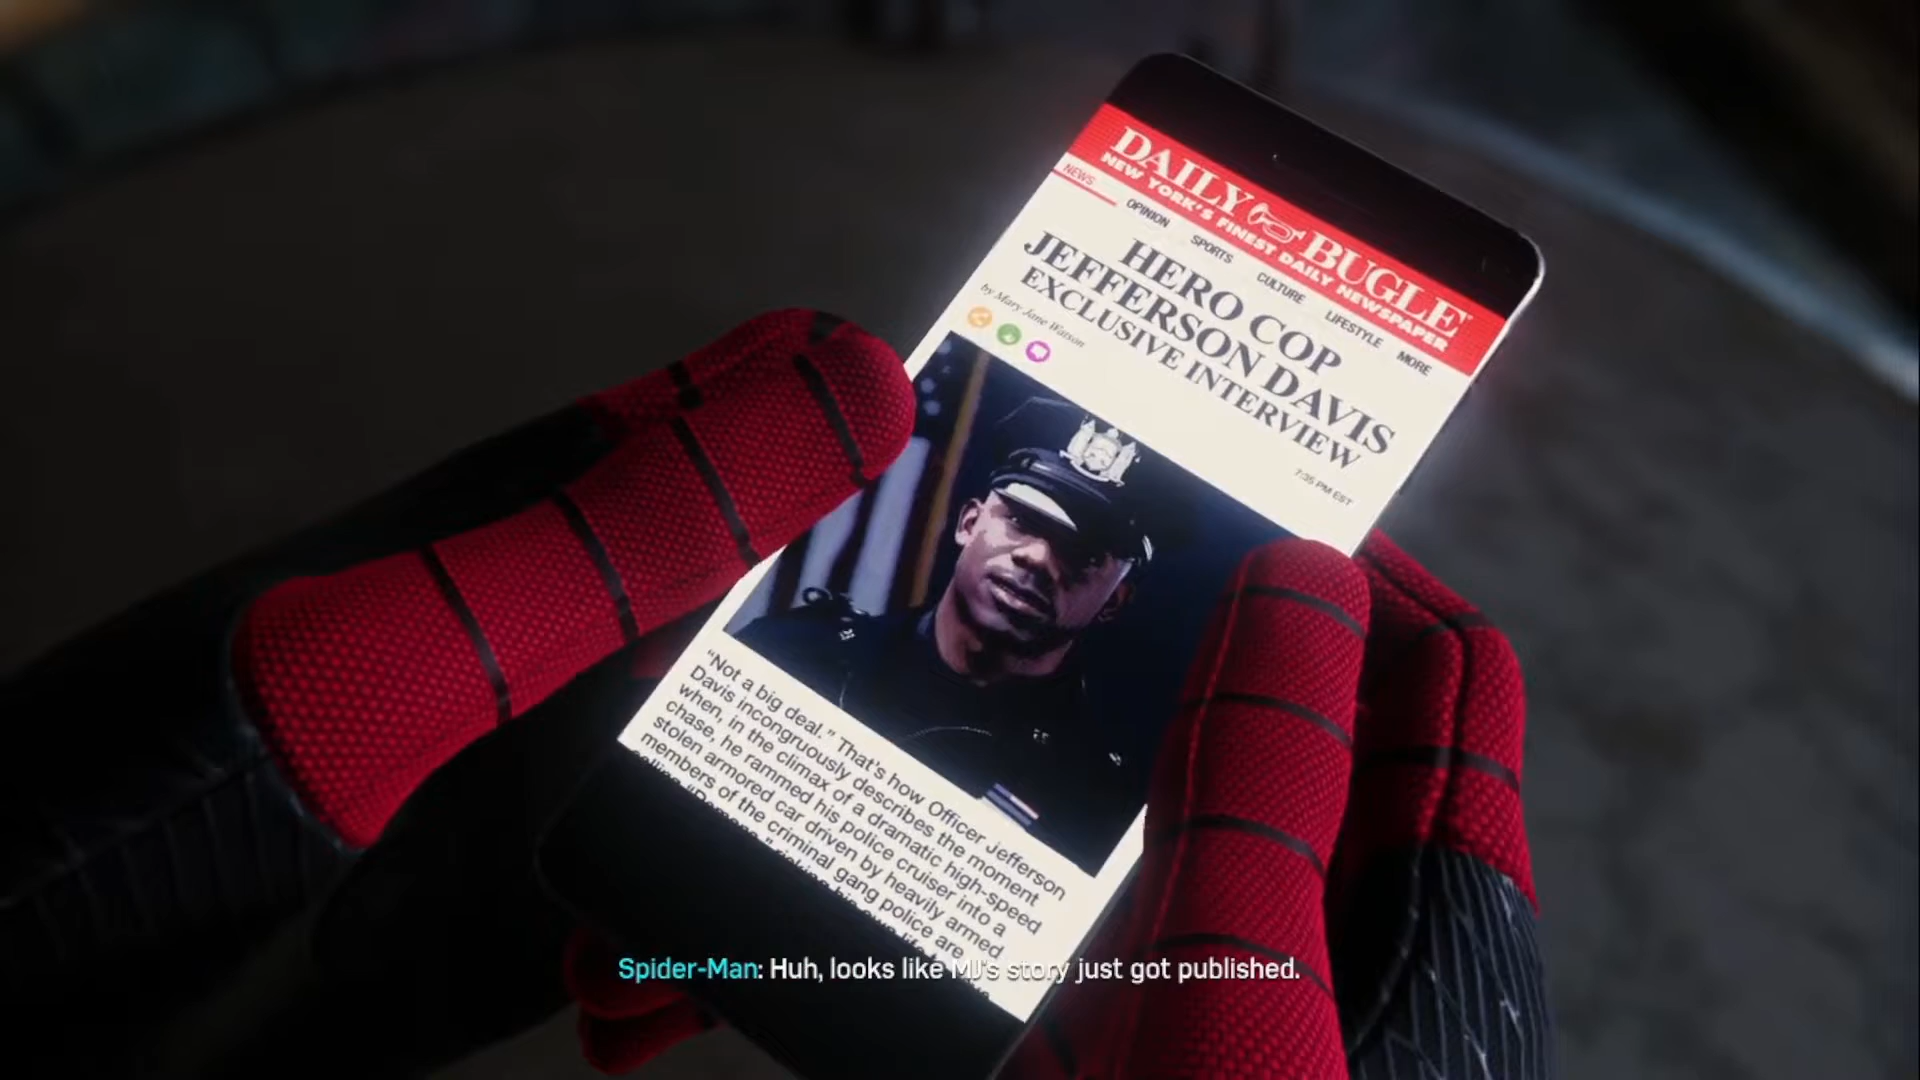 DAILY BUGLE
NEW YORK'S FINEST DAILY NEWSPAPER
NEWS OPINION SPORTS CULTURE LIFESTYLE MORE
HERO COP
JEFFERSON DAVIS
EXCLUSIVE INTERVIEW
by Mary Jane Watson
7:35 PM EST
"Not a big deal." That's how Officer Jefferson
Davis incongruously describes the moment
when, in the climax of a dramatic high-speed
chase, he rammed his police cruiser into a
stolen armored car driven by heavily armed
members of the criminal gang police are
Spider-Man: Huh, looks like MJ's story just got published.